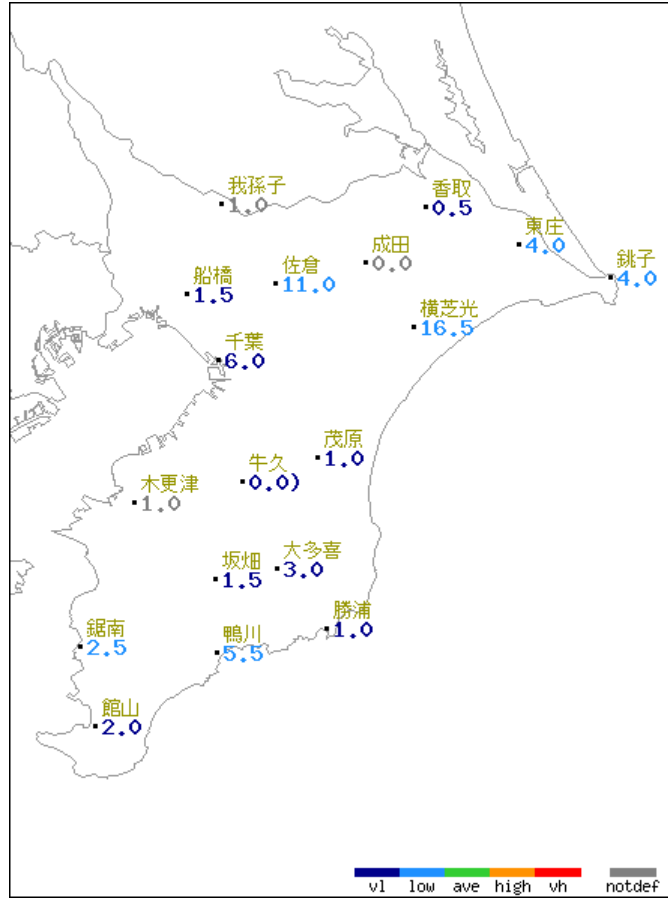 我孫子
1.0
香取
0.5
東庄
4.0
成田
0.0
銚子
4.0
船橋
1.5
佐倉
11.0
横芝光
16.5
千葉
6.0
茂原
1.0
牛久
0.0)
木更津
1.0
坂畑
1.5
大多喜
3.0
勝浦
1.0
鋸南
2.5
鴨川
5.5
館山
2.0
vl low ave high vh notdef